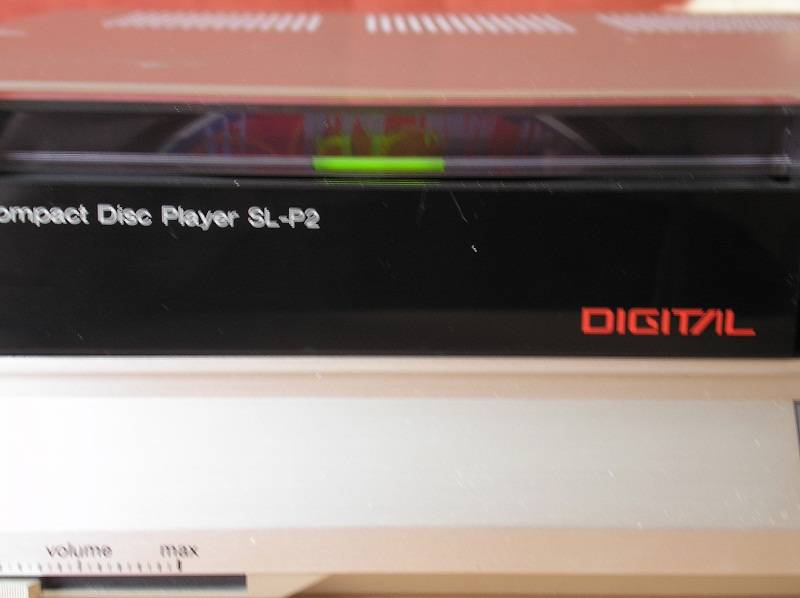 ompact Disc Player SL-P2
DIGITAL
volume max